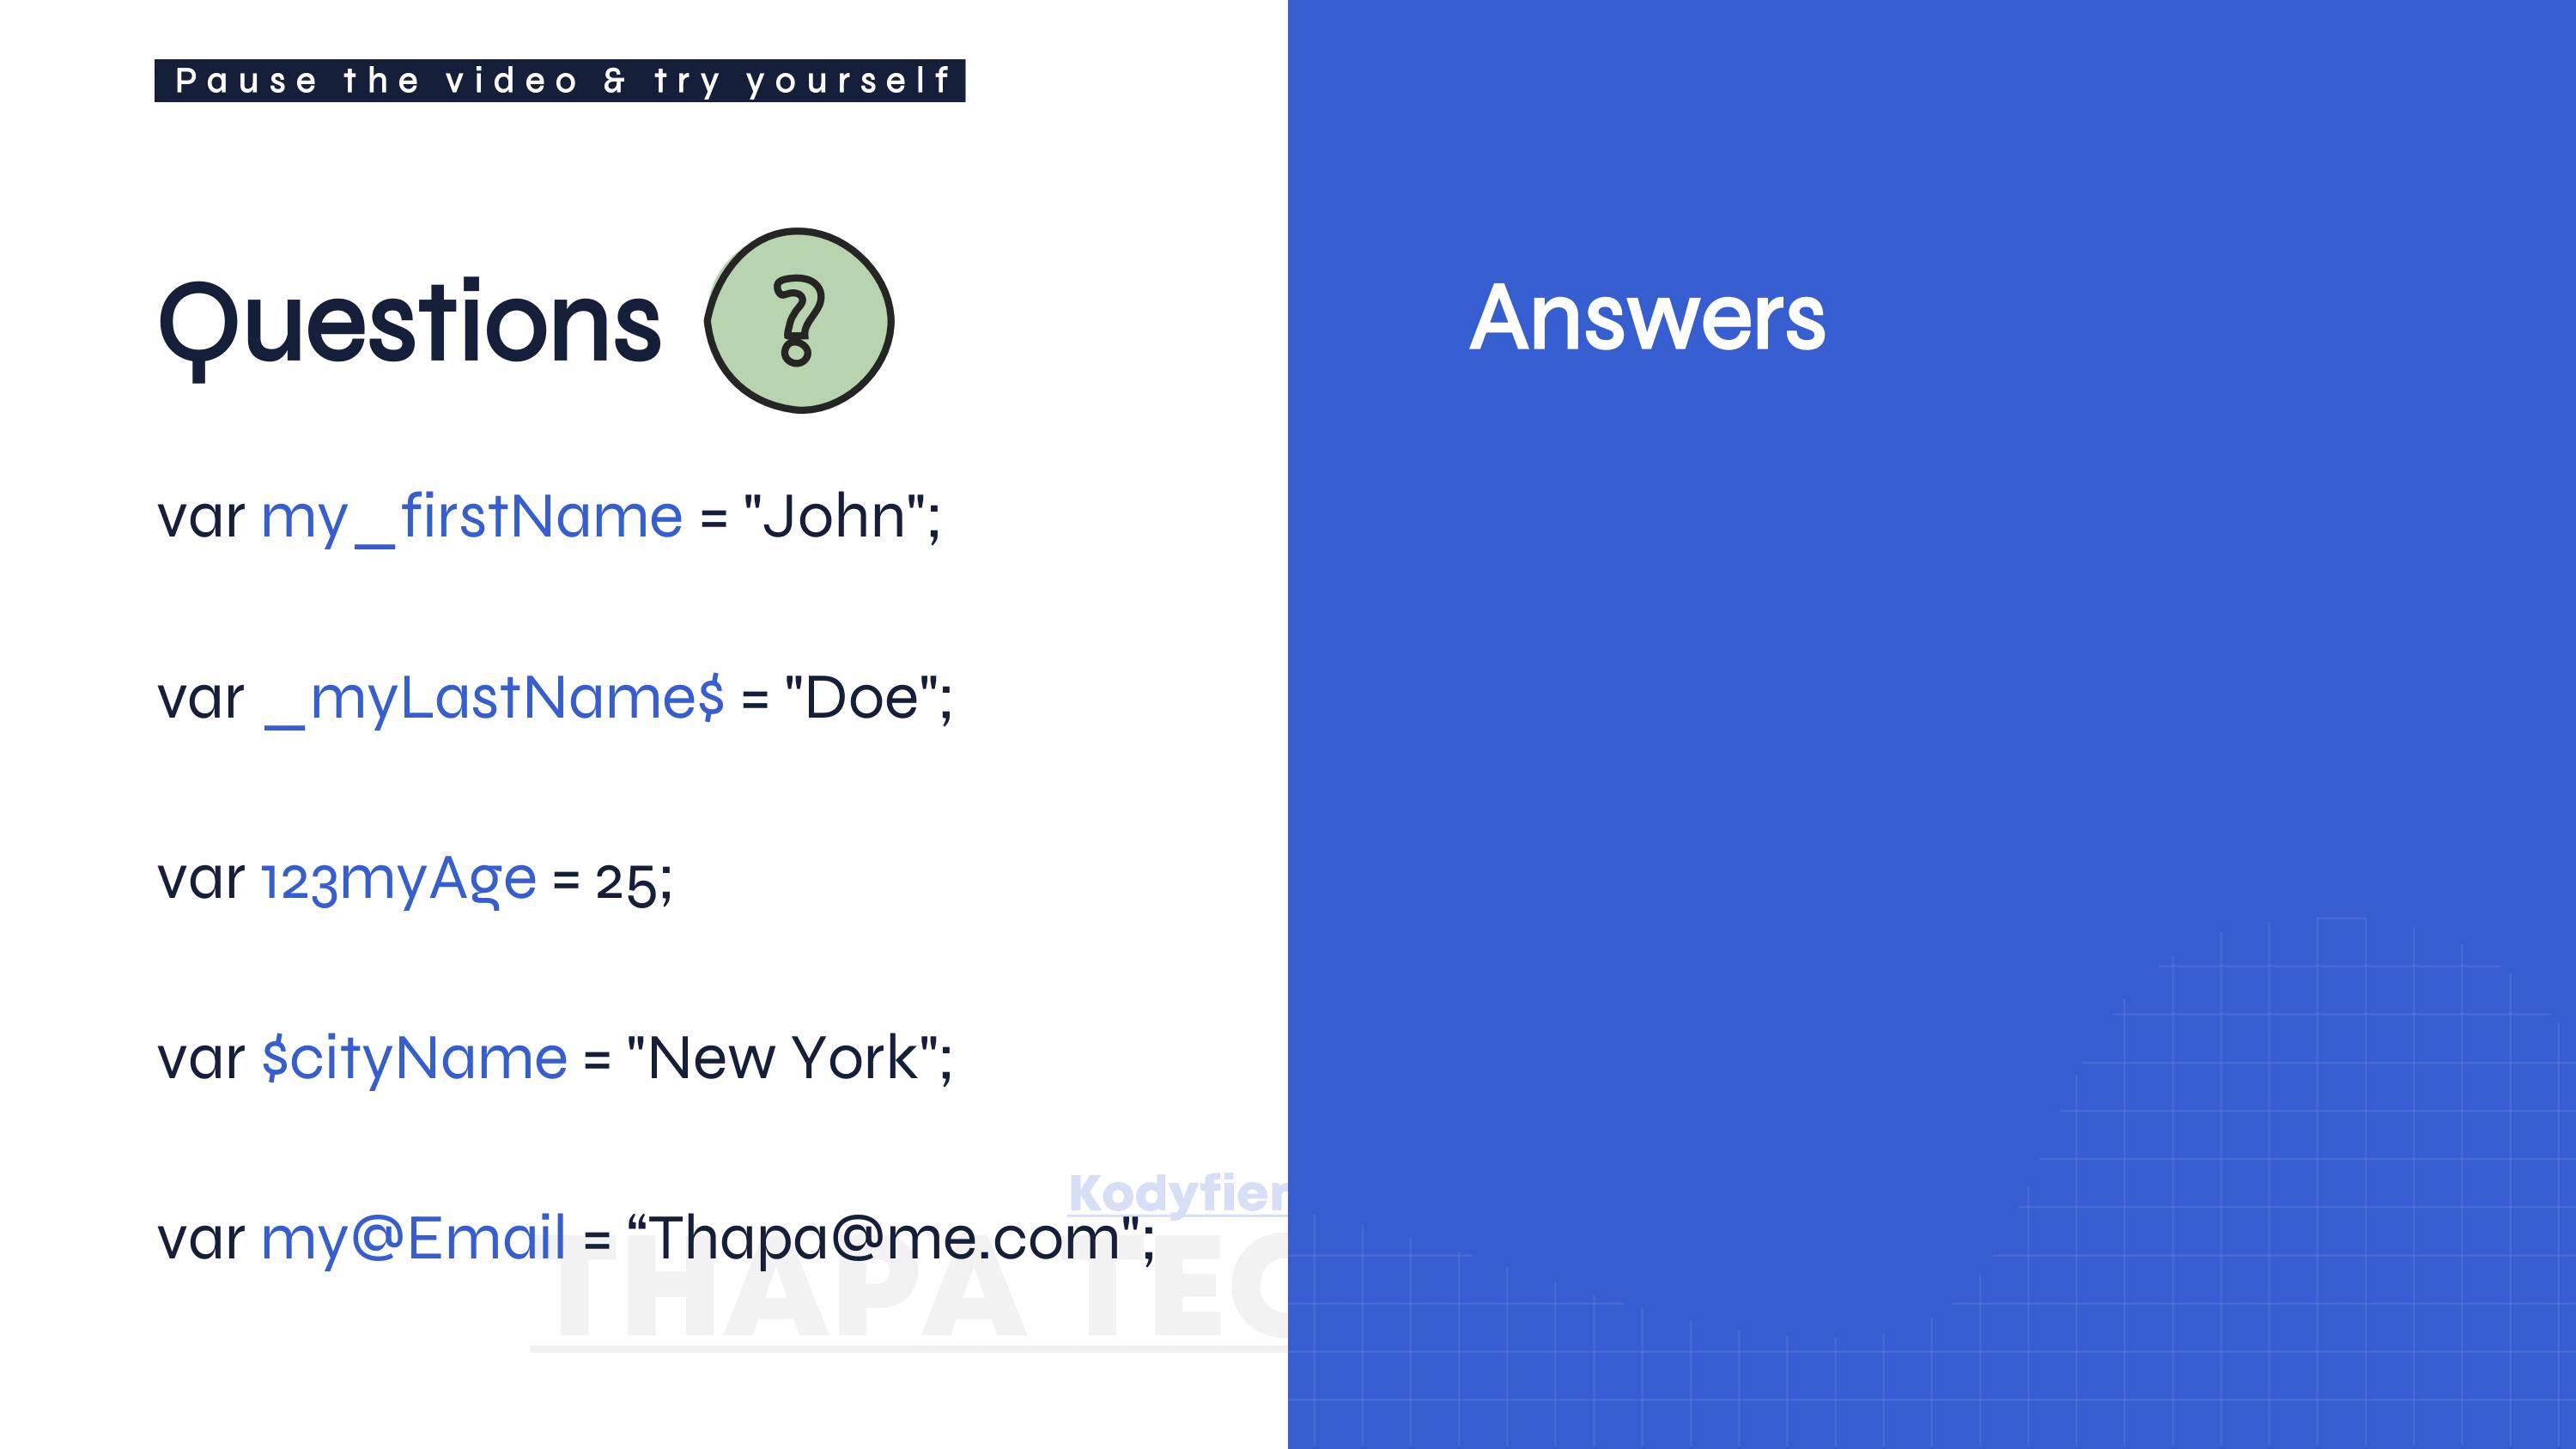 Pause the video & try yourself
Questions
?
Answers
var my_firstName = "John";
var _myLastName$ = "Doe";
var 123myAge = 25;
var $cityName = "New York";
Kodyfier
var my@Email = “Thapa@me.com";
THAPA TEC